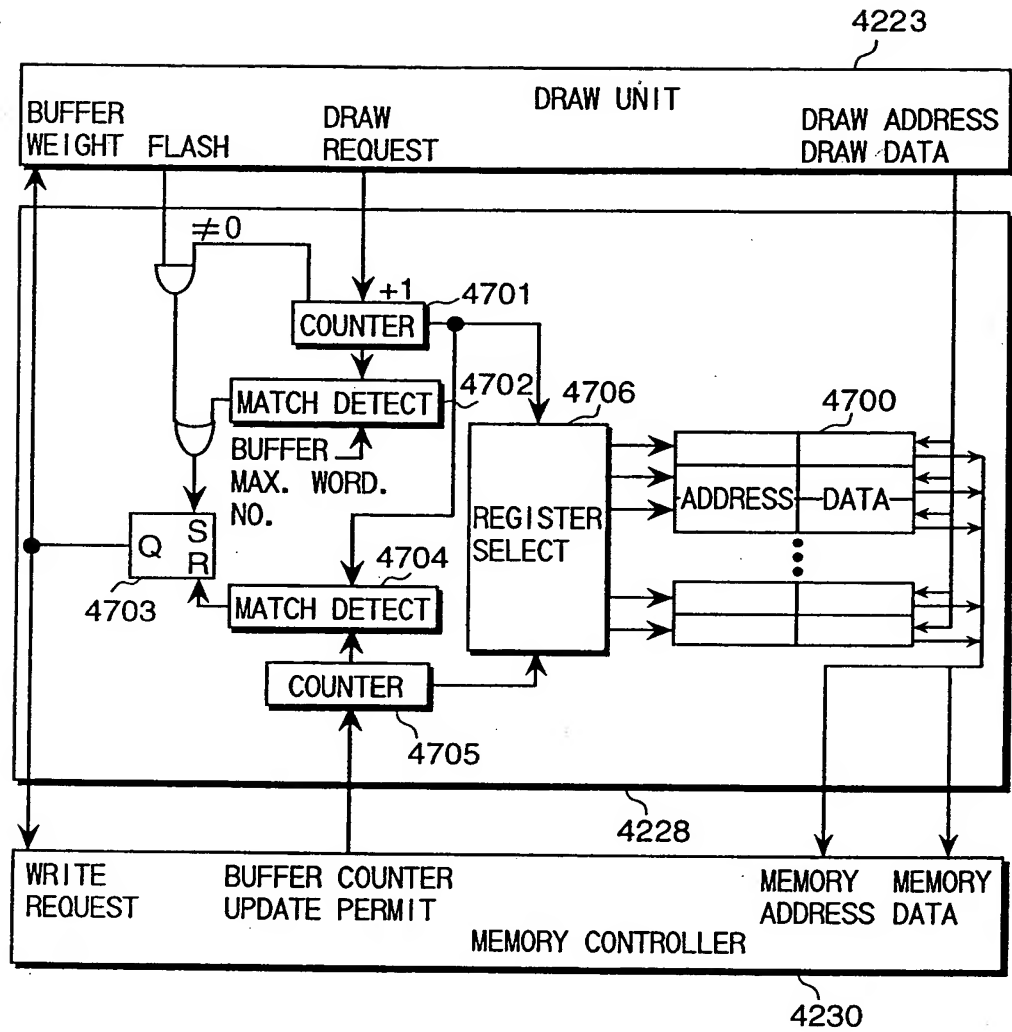 4223
DRAW UNIT
BUFFER
WEIGHT
FLASH
DRAW
REQUEST
DRAW ADDRESS
DRAW DATA
≠0
+1
4701
COUNTER
4702
MATCH DETECT
4706
4700
BUFFER
MAX. WORD.
NO.
ADDRESS
DATA
REGISTER
SELECT
Q
S
R
4703
4704
MATCH DETECT
COUNTER
4705
4228
WRITE
REQUEST
BUFFER COUNTER
UPDATE PERMIT
MEMORY
ADDRESS
MEMORY
DATA
MEMORY CONTROLLER
4230